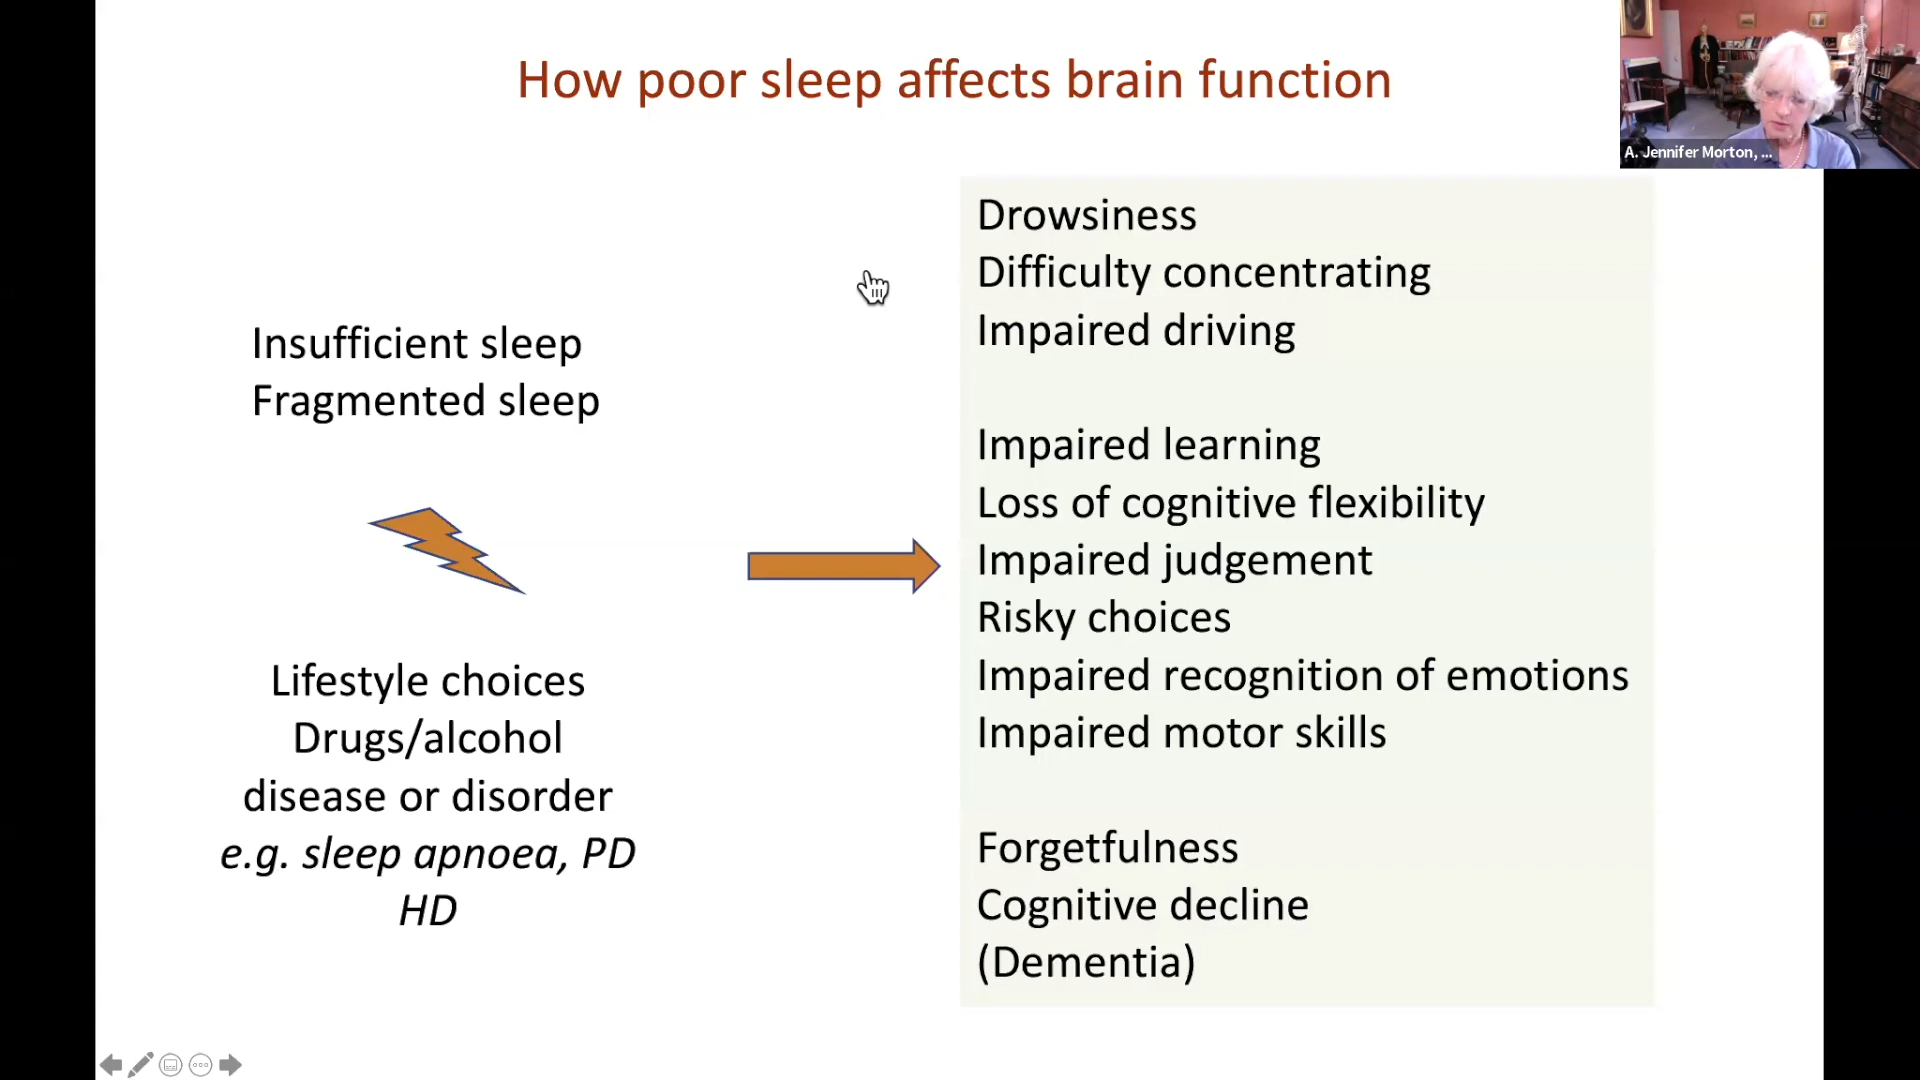 How poor sleep affects brain function
A. Jennifer Morton, ...
Insufficient sleep
Fragmented sleep
Lifestyle choices
Drugs/alcohol
disease or disorder
e.g. sleep apnoea, PD
HD
Drowsiness
Difficulty concentrating
Impaired driving
Impaired learning
Loss of cognitive flexibility
Impaired judgement
Risky choices
Impaired recognition of emotions
Impaired motor skills
Forgetfulness
Cognitive decline
(Dementia)